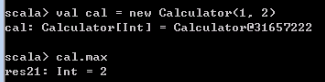 scala> val cal = new Calculator(1, 2)
cal: Calculator[Int] = Calculator@31657222
scala> cal.max
res21: Int = 2